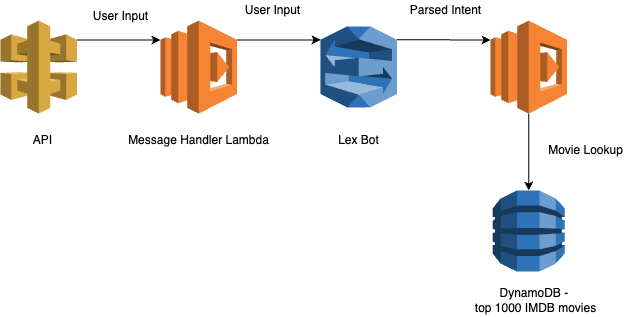 User Input
User Input
Parsed Intent
API
Message Handler Lambda
Lex Bot
Movie Lookup
DynamoDB -
top 1000 IMDB movies